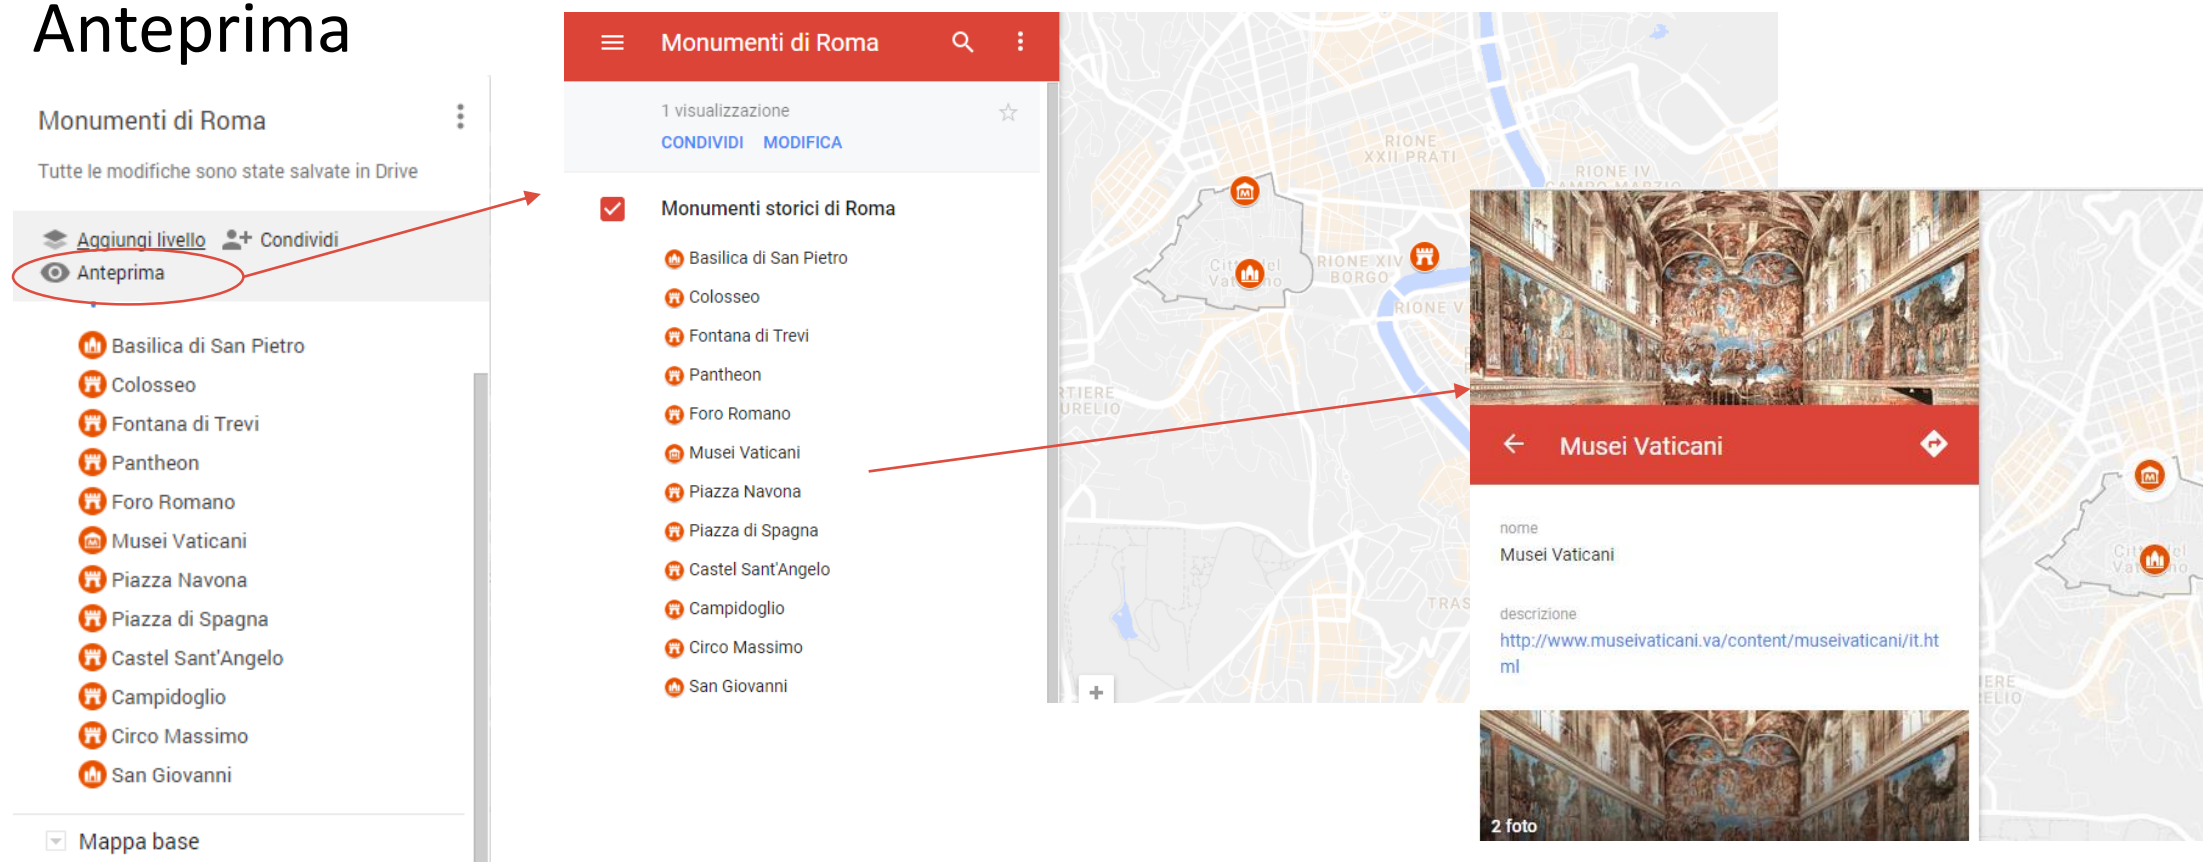 Anteprima
Monumenti di Roma
Tutte le modifiche sono state salvate in Drive
Aggiungi livello Condividi
Anteprima
Basilica di San Pietro
Colosseo
Fontana di Trevi
Pantheon
Foro Romano
Musei Vaticani
Piazza Navona
Piazza di Spagna
Castel Sant'Angelo
Campidoglio
Circo Massimo
San Giovanni
Mappa base
Monumenti di Roma
1 visualizzazione
CONDIVIDI MODIFICA
Monumenti storici di Roma
Basilica di San Pietro
Colosseo
Fontana di Trevi
Pantheon
Foro Romano
Musei Vaticani
Piazza Navona
Piazza di Spagna
Castel Sant'Angelo
Campidoglio
Circo Massimo
San Giovanni
RIONE
XXII PRATI
RIONE IV
CAMPO MARZIO
RIONE XIV
BORGO
RIONE V
Musei Vaticani
nome
Musei Vaticani
descrizione
http://www.museivaticani.va/content/museivaticani/it.ht
ml
2 foto